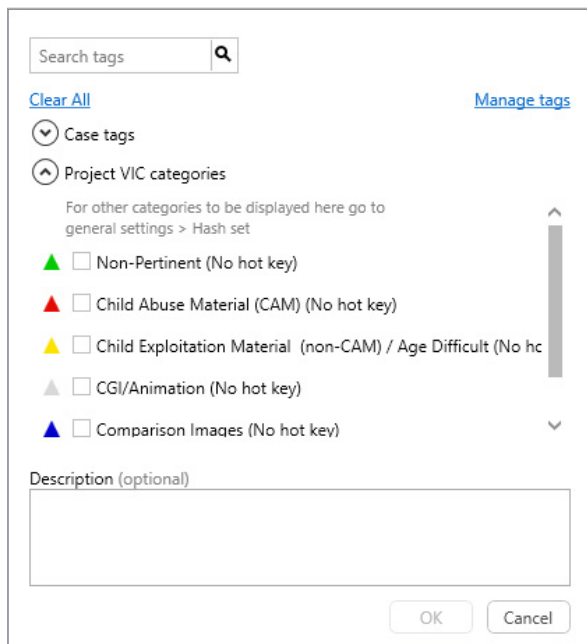 Search tags
Clear All
Manage tags
Case tags
Project VIC categories
For other categories to be displayed here go to
general settings > Hash set
Non-Pertinent (No hot key)
Child Abuse Material (CAM) (No hot key)
Child Exploitation Material (non-CAM) / Age Difficult (No hc
CGI/Animation (No hot key)
Comparison Images (No hot key)
Description (optional)
OK
Cancel